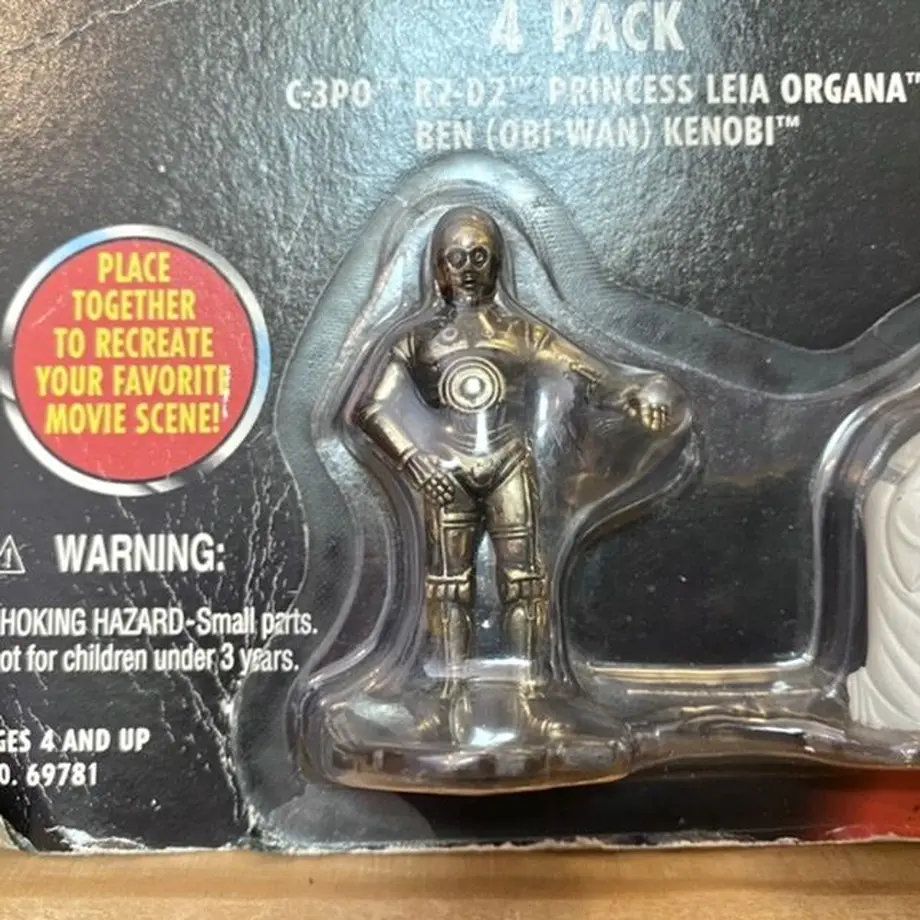 4 PACK
C-3PO™ R2-D2™ PRINCESS LEIA ORGANA™
BEN (OBI-WAN) KENOBI™
PLACE
TOGETHER
TO RECREATE
YOUR FAVORITE
MOVIE SCENE!
WARNING:
HOKING HAZARD-Small parts.
ot for children under 3 years.
GES 4 AND UP
O. 69781